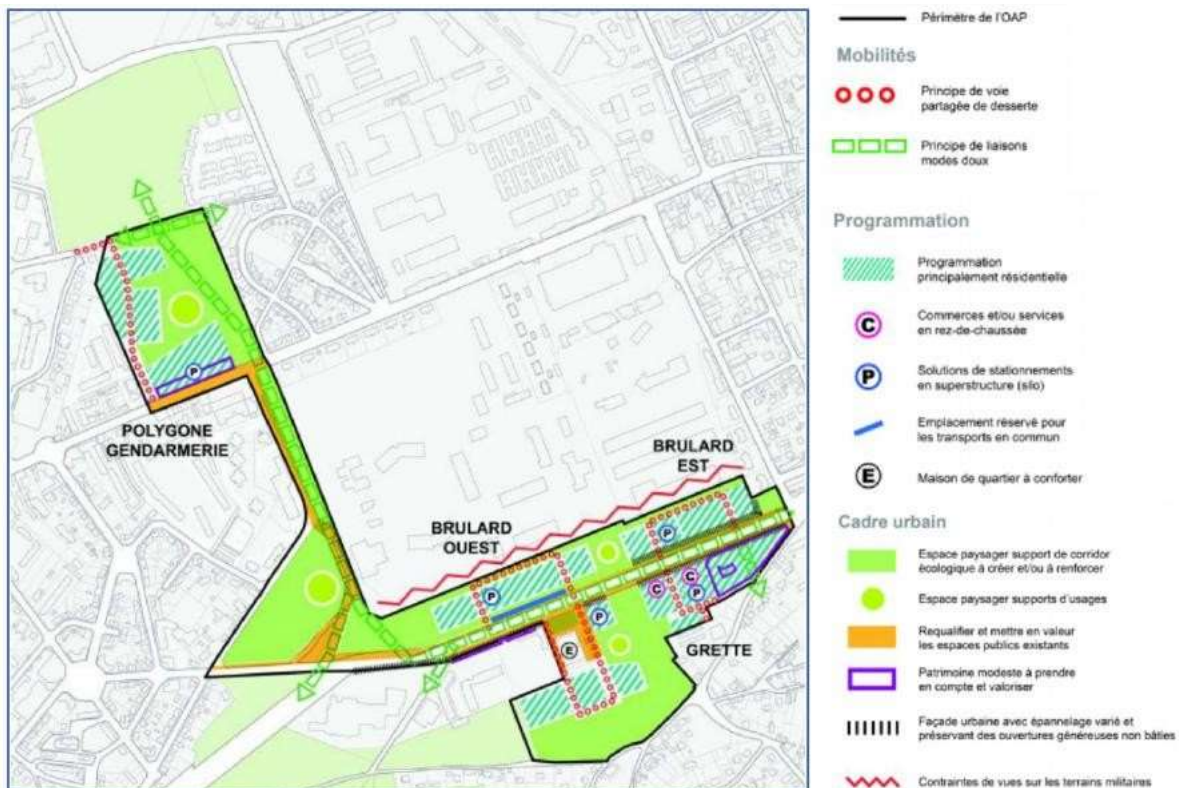 POLYGONE
GENDARMERIE
BRULARD
OUEST
BRULARD
EST
GRETTE
P
P
P
P
P
C
C
E
Périmètre de l'OAP
Mobilités
Principe de voie
partagée de desserte
Principe de liaisons
modes doux
Programmation
Programmation
principalement résidentielle
C
Commerces et/ou services
en rez-de-chaussée
P
Solutions de stationnements
en superstructure (silo)
Emplacement réservé pour
les transports en commun
E
Maison de quartier à conforter
Cadre urbain
Espace paysager support de corridor
écologique à créer et/ou à renforcer
Espace paysager supports d'usages
Requalifier et mettre en valeur
les espaces publics existants
Patrimoine modeste à prendre
en compte et valoriser
Façade urbaine avec épannelage varié et
préservant des ouvertures généreuses non bâties
Contraintes de vues sur les terrains militaires